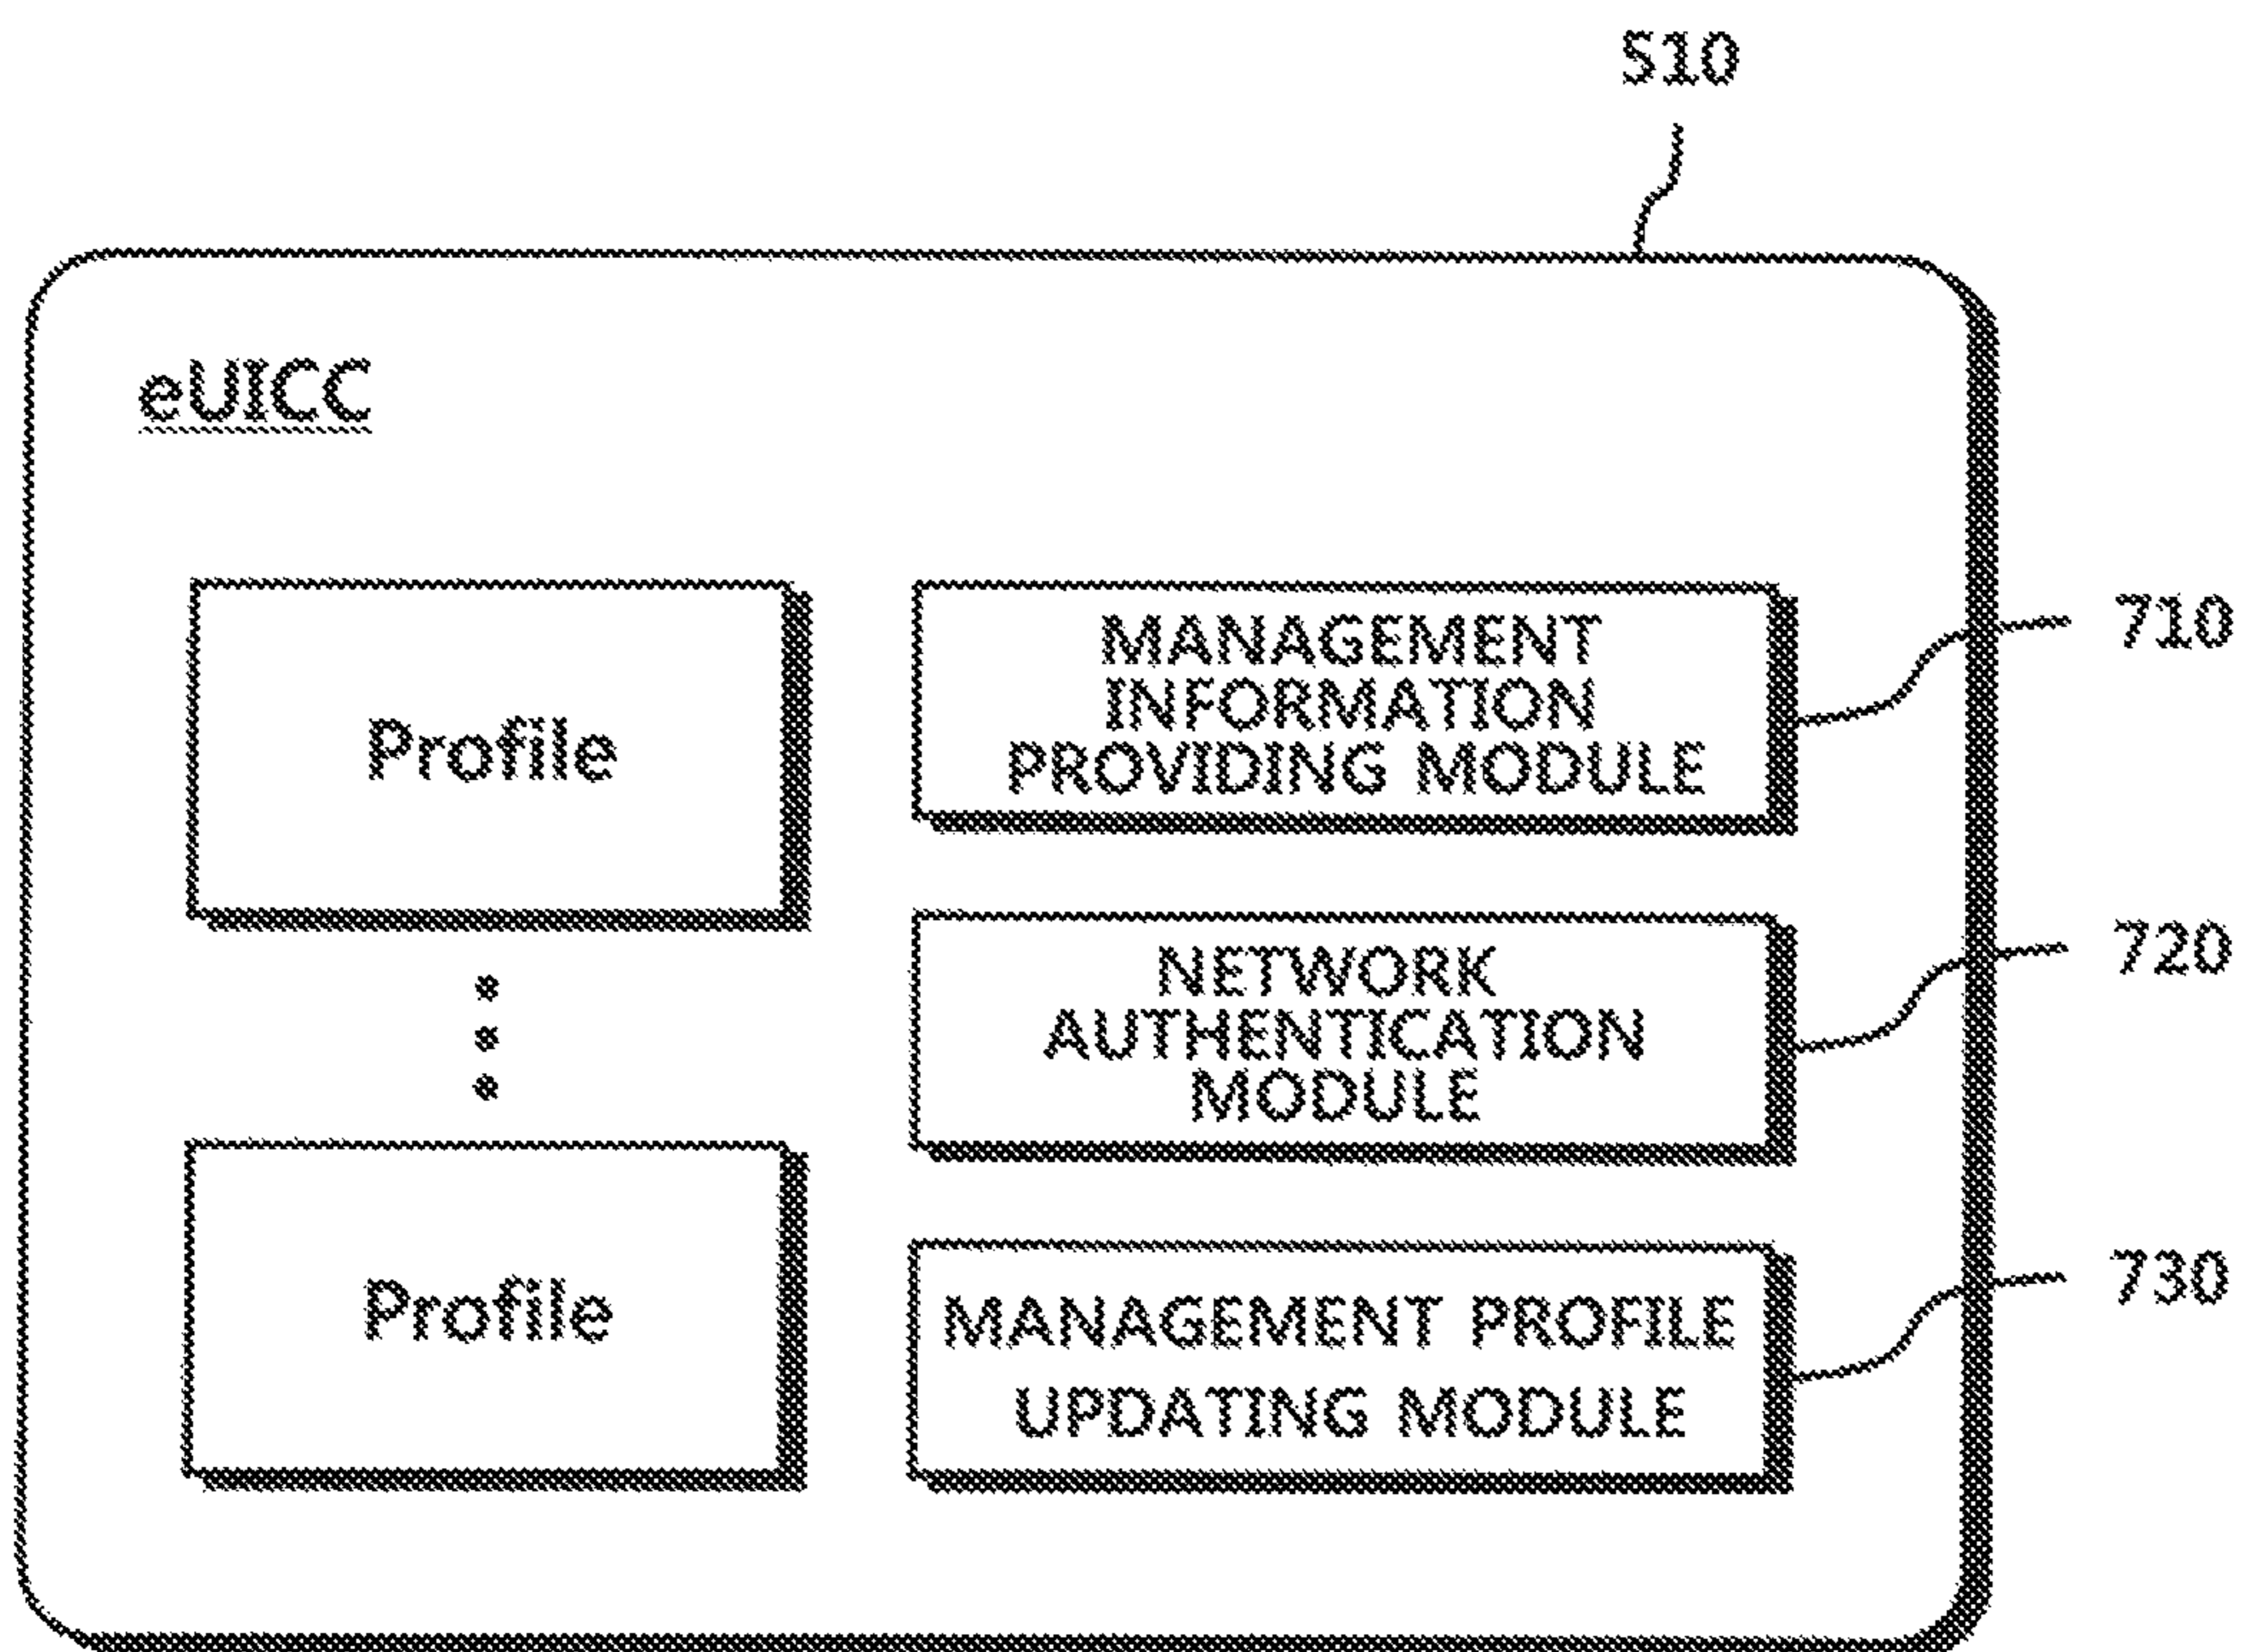 510
eUICC
Profile
MANAGEMENT
INFORMATION
PROVIDING MODULE
710
NETWORK
AUTHENTICATION
MODULE
720
Profile
MANAGEMENT PROFILE
UPDATING MODULE
730